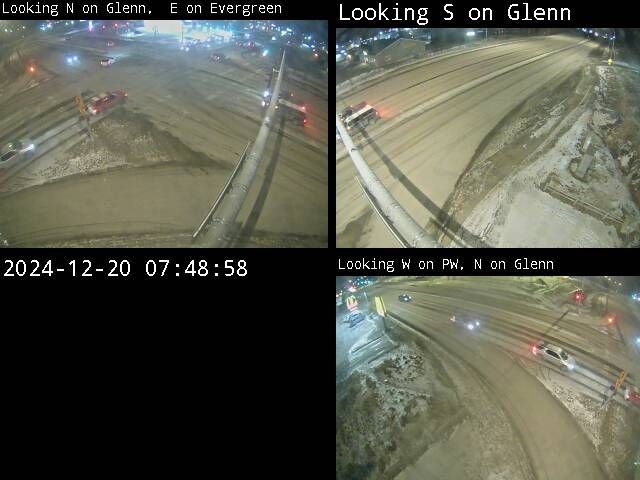 Looking N on Glenn,  E on Evergreen
Looking S on Glenn
2024-12-20 07:48:58
Looking W on PW, N on Glenn